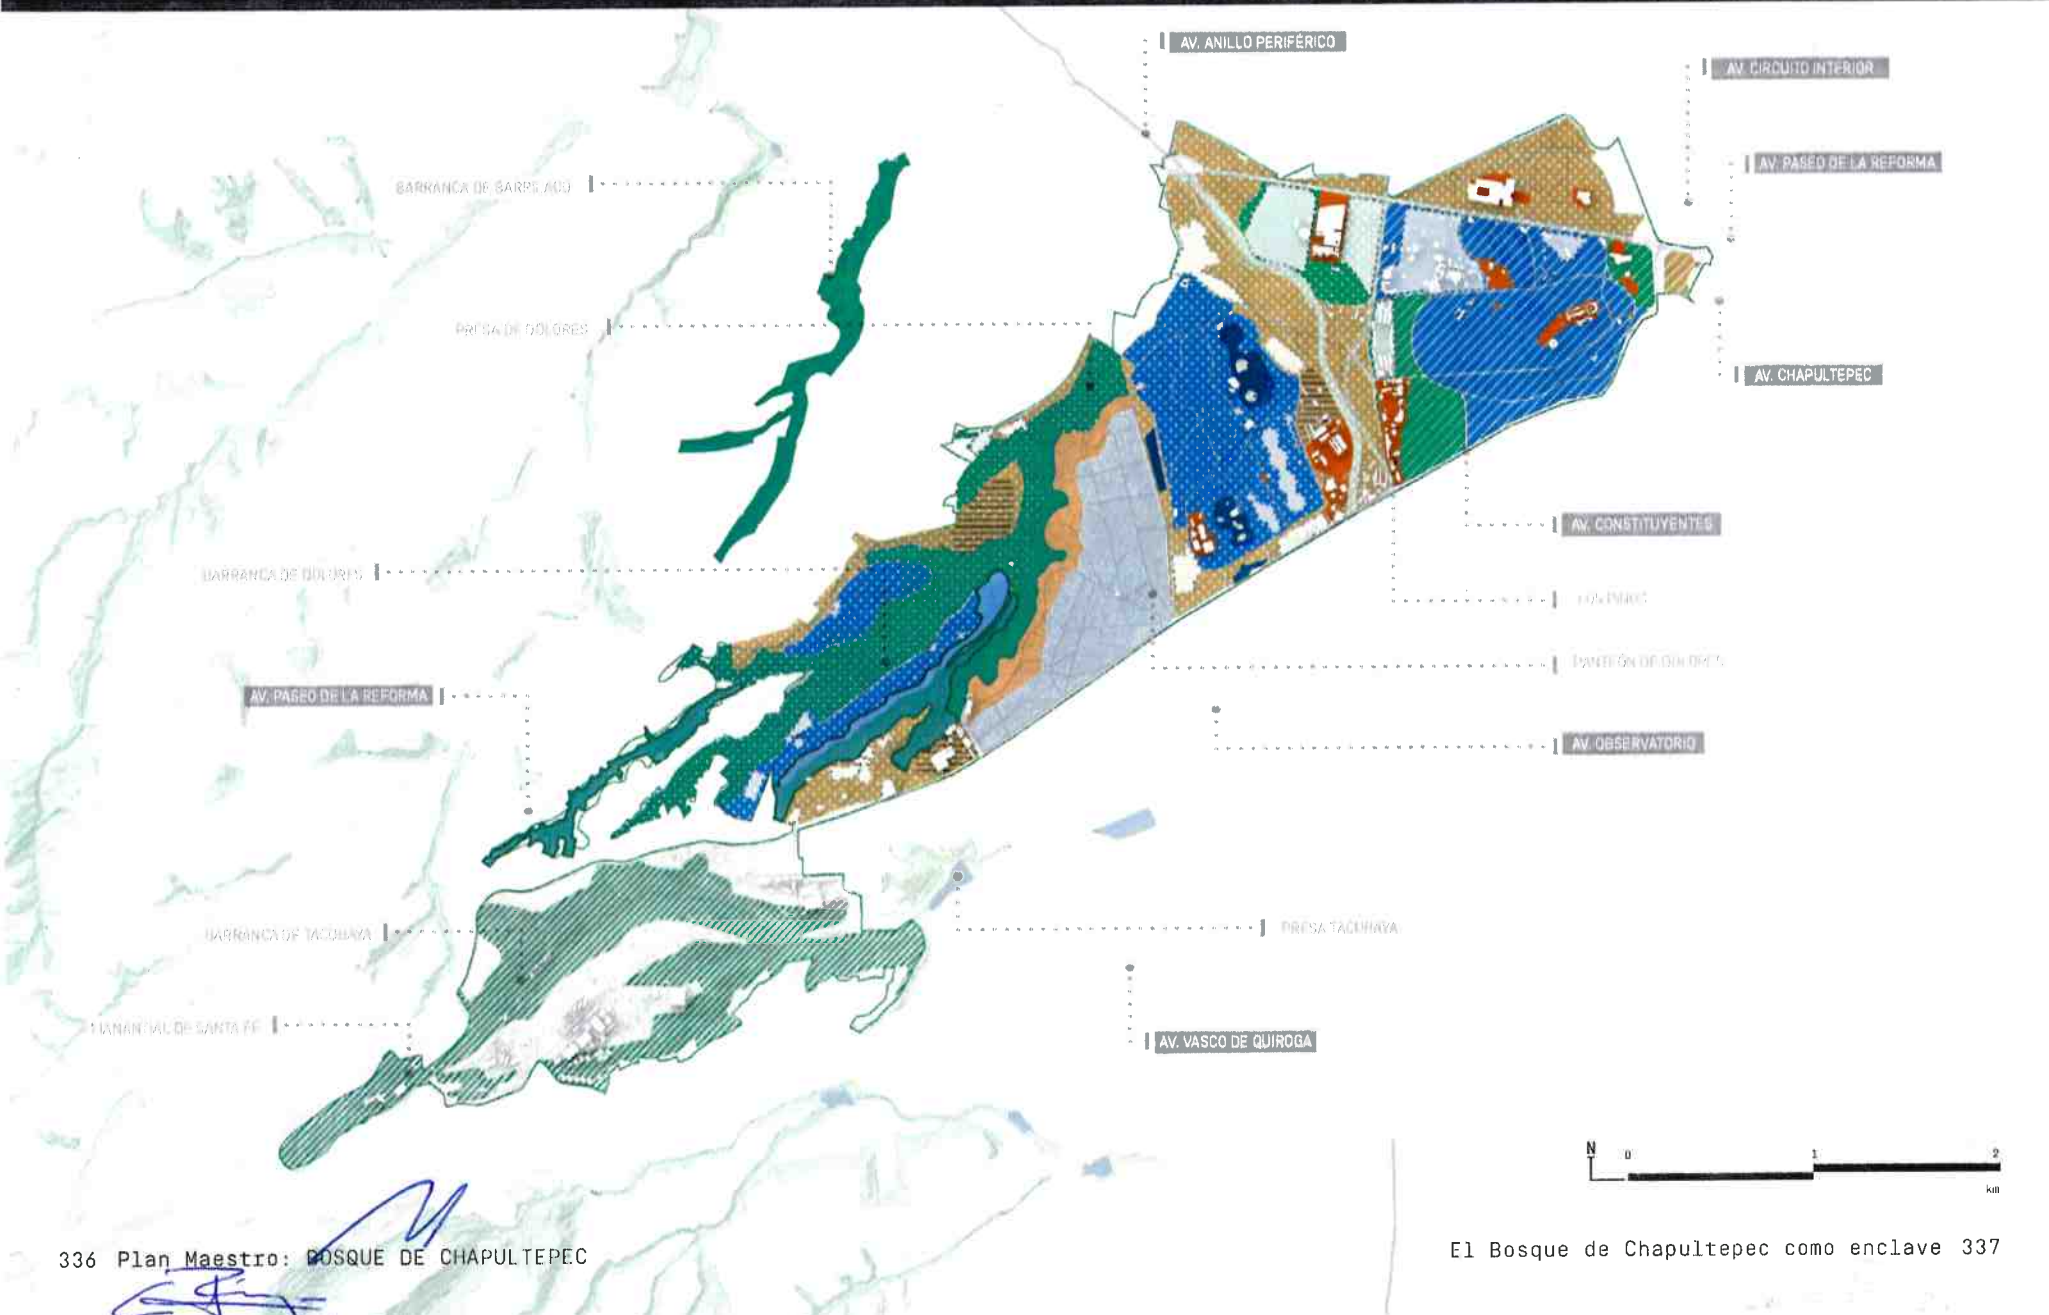 AV. ANILLO PERIFÉRICO
AV. CIRCUITO INTERIOR
AV. PASEO DE LA REFORMA
BARRANCA DE BARRILACO
PRESA DE DOLORES
AV. CHAPULTEPEC
AV. CONSTITUYENTES
BARRANCA DE DOLORES
LOS PINOS
PANTEÓN DE DOLORES
AV. PASEO DE LA REFORMA
AV. OBSERVATORIO
BARRANCA DE TACUBAYA
PRESA TACUBAYA
MANANTIAL DE SANTA FE
AV. VASCO DE QUIROGA
N 0 1 2
km
336 Plan Maestro: BOSQUE DE CHAPULTEPEC
El Bosque de Chapultepec como enclave 337